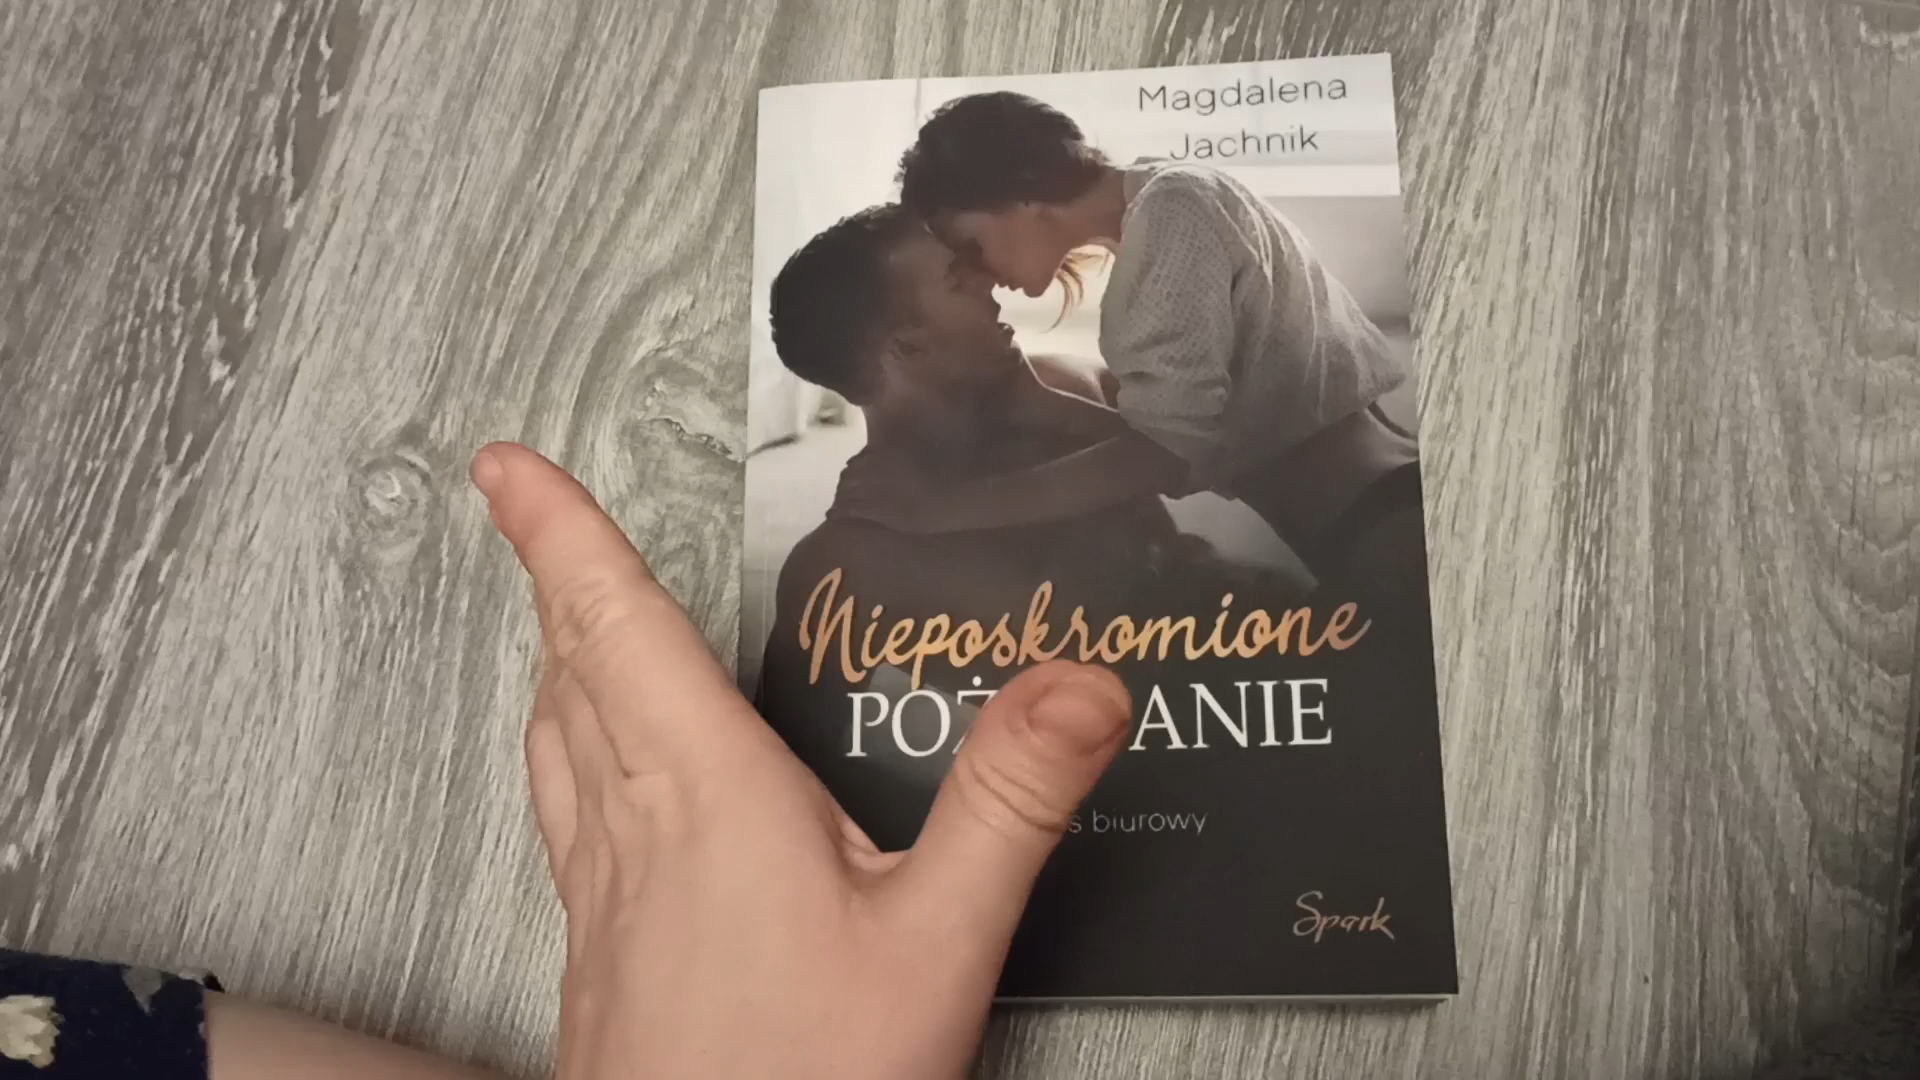 Magdalena
Jachnik
Nieposkromione
biurowy
Spark